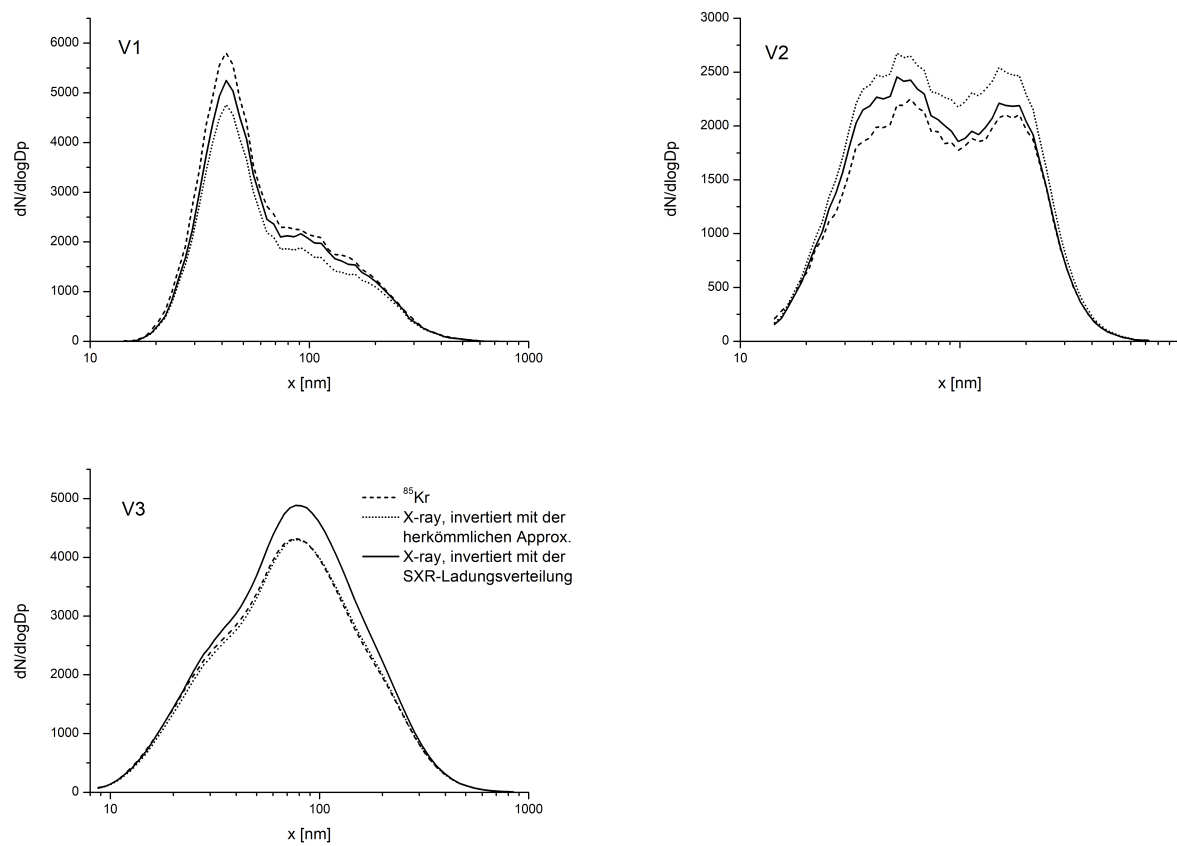 V1
dN/dlogDp
6000
5000
4000
3000
2000
1000
0
10
100
1000
x [nm]
V2
dN/dlogDp
3000
2500
2000
1500
1000
500
0
10
x [nm]
V3
dN/dlogDp
5000
4000
3000
2000
1000
0
10
100
1000
x [nm]
⁸⁵Kr
X-ray, invertiert mit der
herkömmlichen Approx.
X-ray, invertiert mit der
SXR-Ladungsverteilung